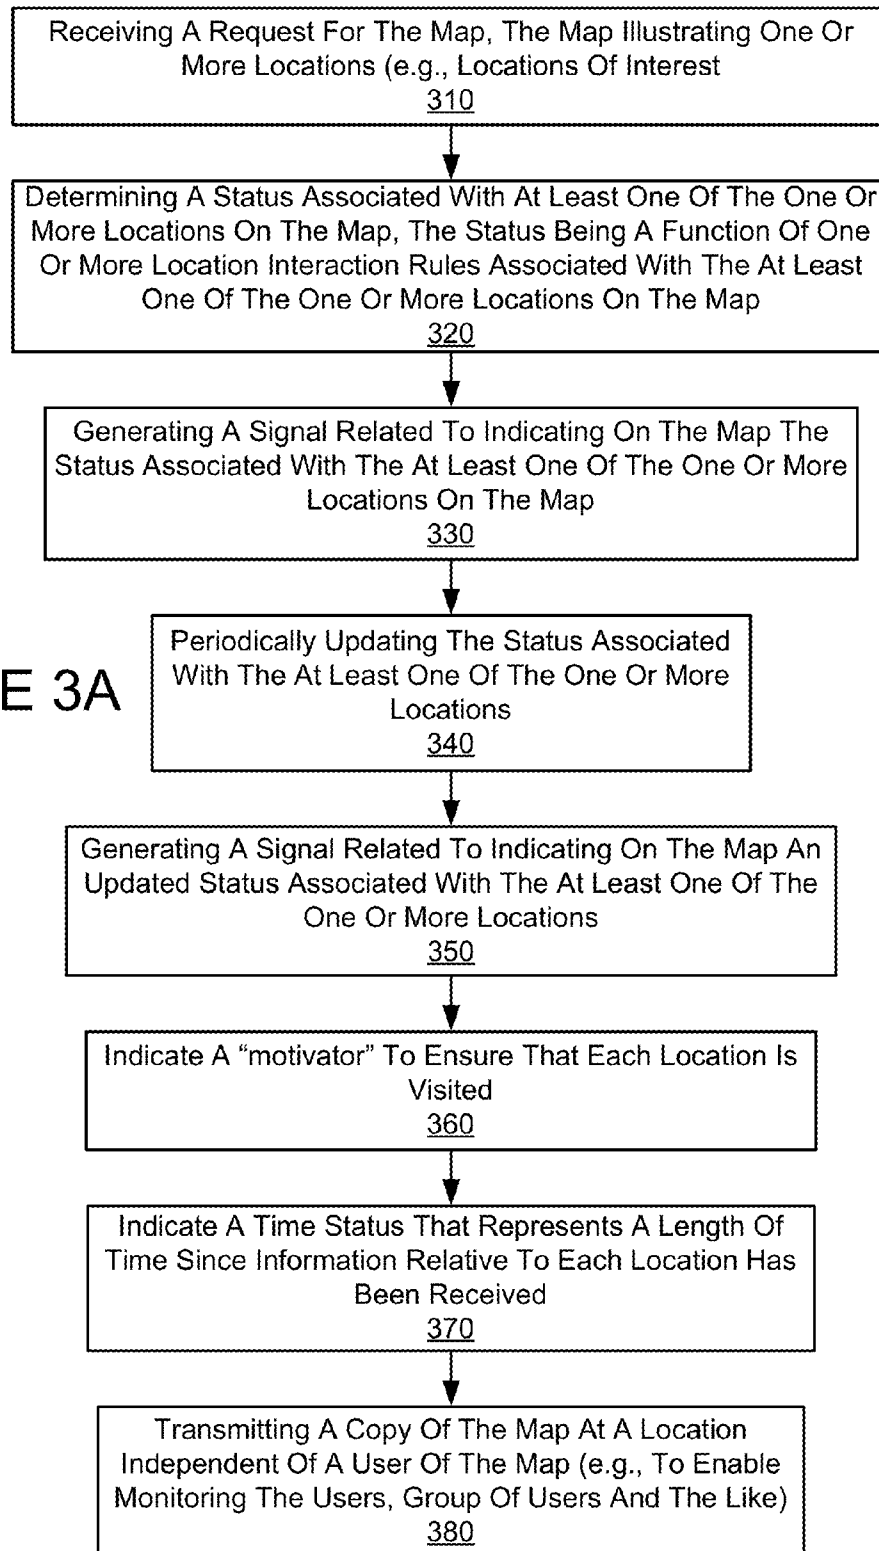 Receiving A Request For The Map, The Map Illustrating One Or
More Locations (e.g., Locations Of Interest
310
Determining A Status Associated With At Least One Of The One Or
More Locations On The Map, The Status Being A Function Of One
Or More Location Interaction Rules Associated With The At Least
One Of The One Or More Locations On The Map
320
Generating A Signal Related To Indicating On The Map The
Status Associated With The At Least One Of The One Or More
Locations On The Map
330
E 3A
Periodically Updating The Status Associated
With The At Least One Of The One Or More
Locations
340
Generating A Signal Related To Indicating On The Map An
Updated Status Associated With The At Least One Of The
One Or More Locations
350
Indicate A “motivator” To Ensure That Each Location Is
Visited
360
Indicate A Time Status That Represents A Length Of
Time Since Information Relative To Each Location Has
Been Received
370
Transmitting A Copy Of The Map At A Location
Independent Of A User Of The Map (e.g., To Enable
Monitoring The Users, Group Of Users And The Like)
380